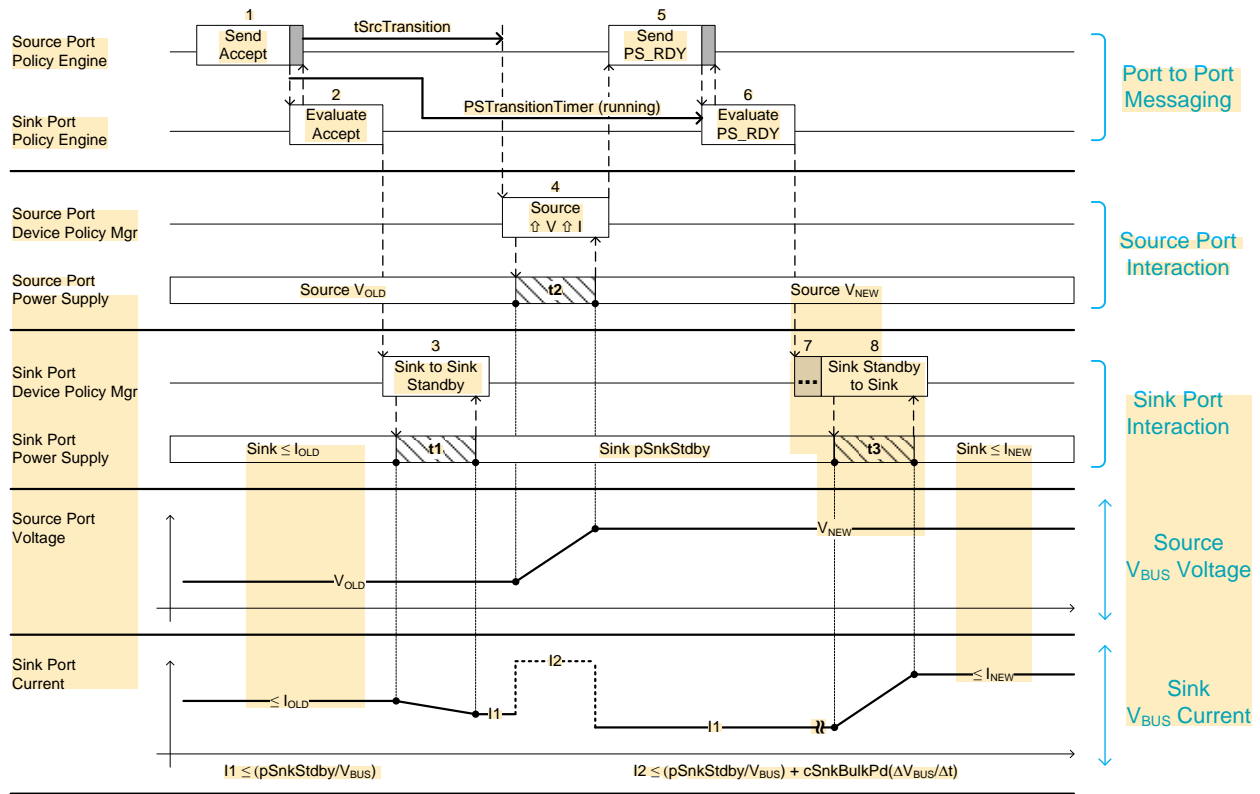 1
5
Send
Accept
tSrcTransition
Send
PS_RDY
Source Port
Policy Engine
Port to Port
Messaging
2
6
Evaluate
Accept
PSTransitionTimer (running)
Evaluate
PS_RDY
Sink Port
Policy Engine
4
Source
⇧ V ⇧ I
Source Port
Device Policy Mgr
Source Port
Interaction
Source Port
Power Supply
Source VOLD
t2
Source VNEW
3
7
8
Sink to Sink
Standby
...
Sink Standby
to Sink
Sink Port
Device Policy Mgr
Sink Port
Interaction
Sink Port
Power Supply
Sink ≤ IOLD
t1
Sink pSnkStdby
t3
Sink ≤ INEW
Source Port
Voltage
VOLD
VNEW
Source
VBUS Voltage
Sink Port
Current
≤ IOLD
I1
I2
I1
≤ INEW
Sink
VBUS Current
I1 ≤ (pSnkStdby/VBUS)
I2 ≤ (pSnkStdby/VBUS) + cSnkBulkPd(ΔVBUS/Δt)